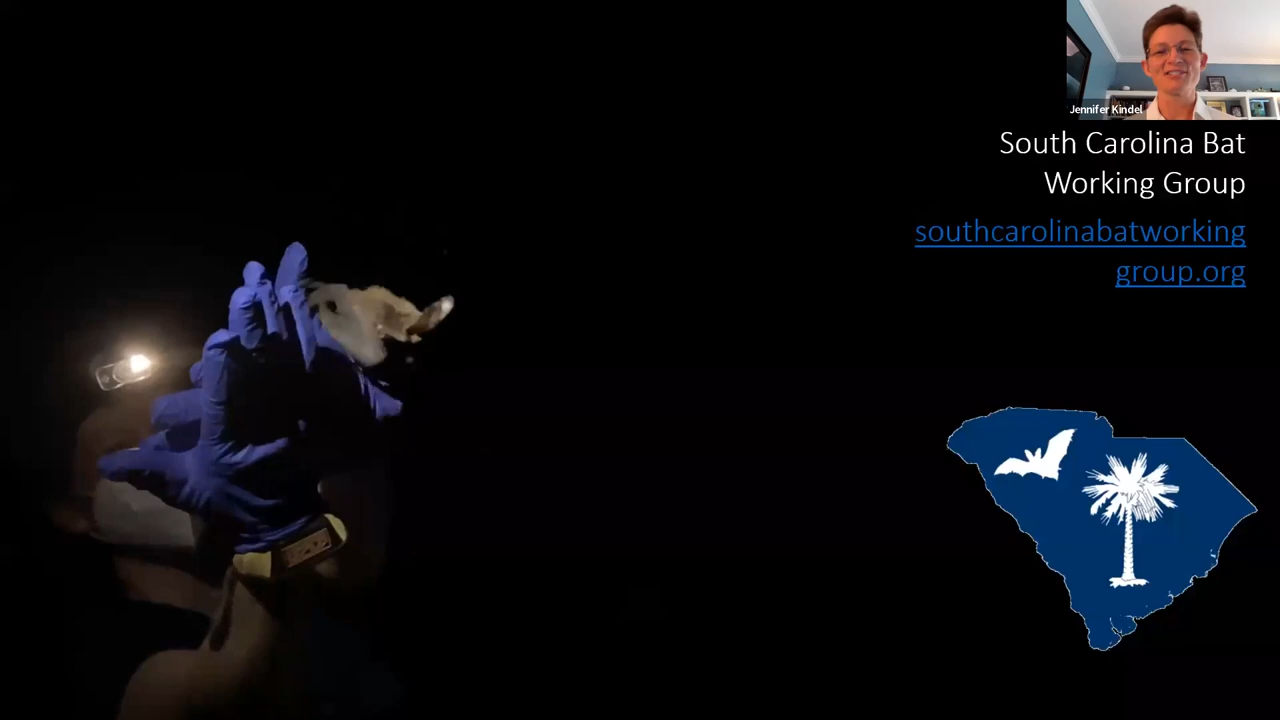 Jennifer Kindel
South Carolina Bat
Working Group
southcarolinabatworking
group.org